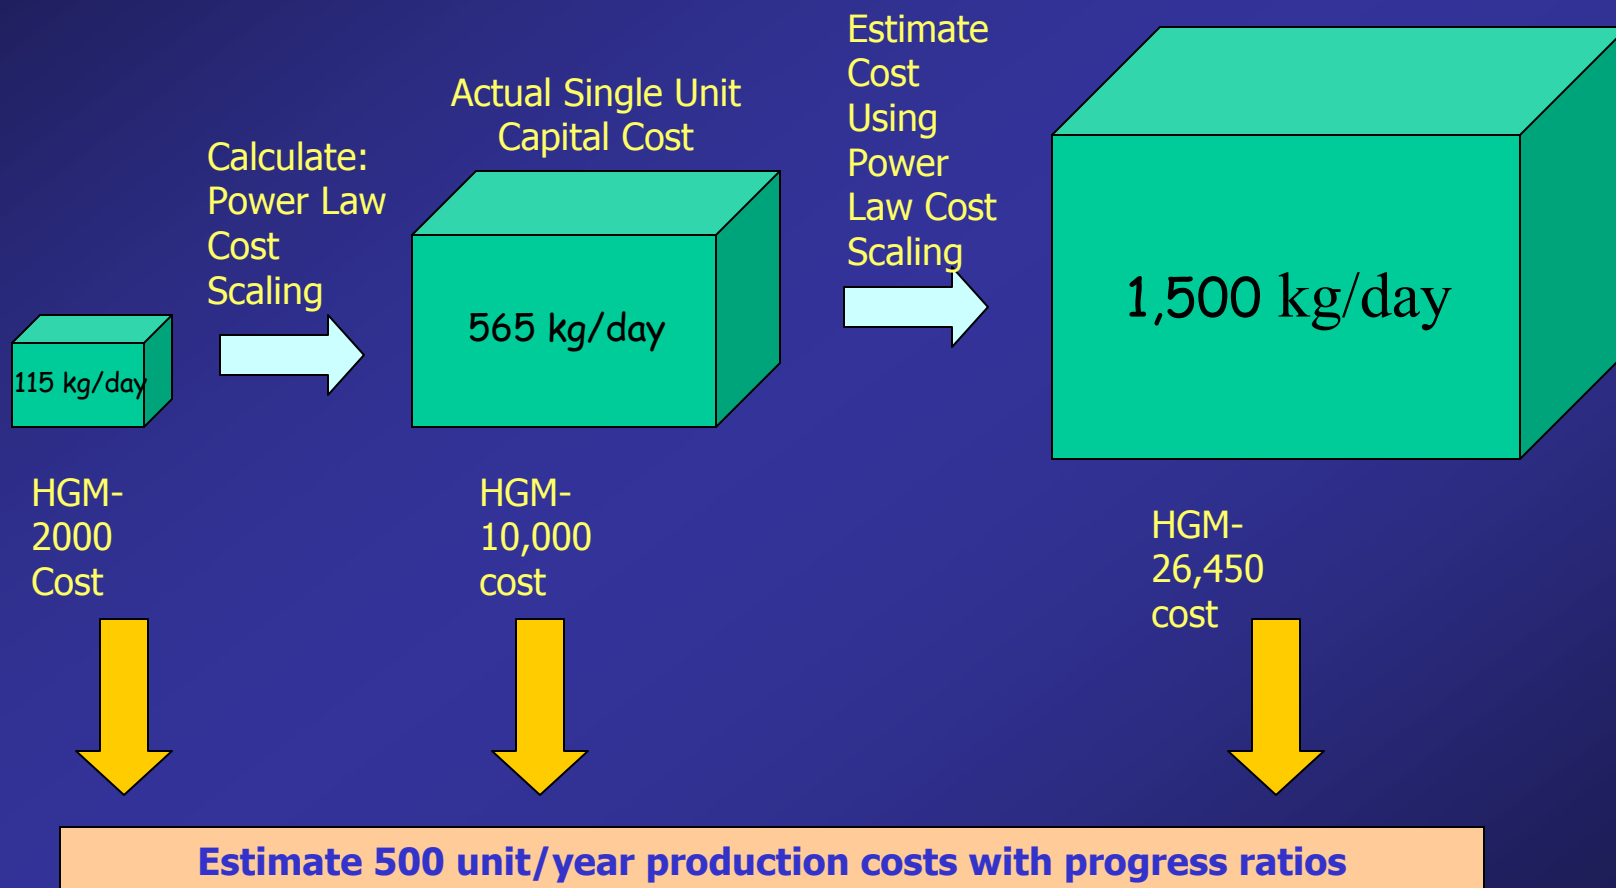 Calculate:
Power Law
Cost
Scaling
Actual Single Unit
Capital Cost
Estimate
Cost
Using
Power
Law Cost
Scaling
115 kg/day
565 kg/day
1,500 kg/day
HGM-
2000
Cost
HGM-
10,000
cost
HGM-
26,450
cost
Estimate 500 unit/year production costs with progress ratios